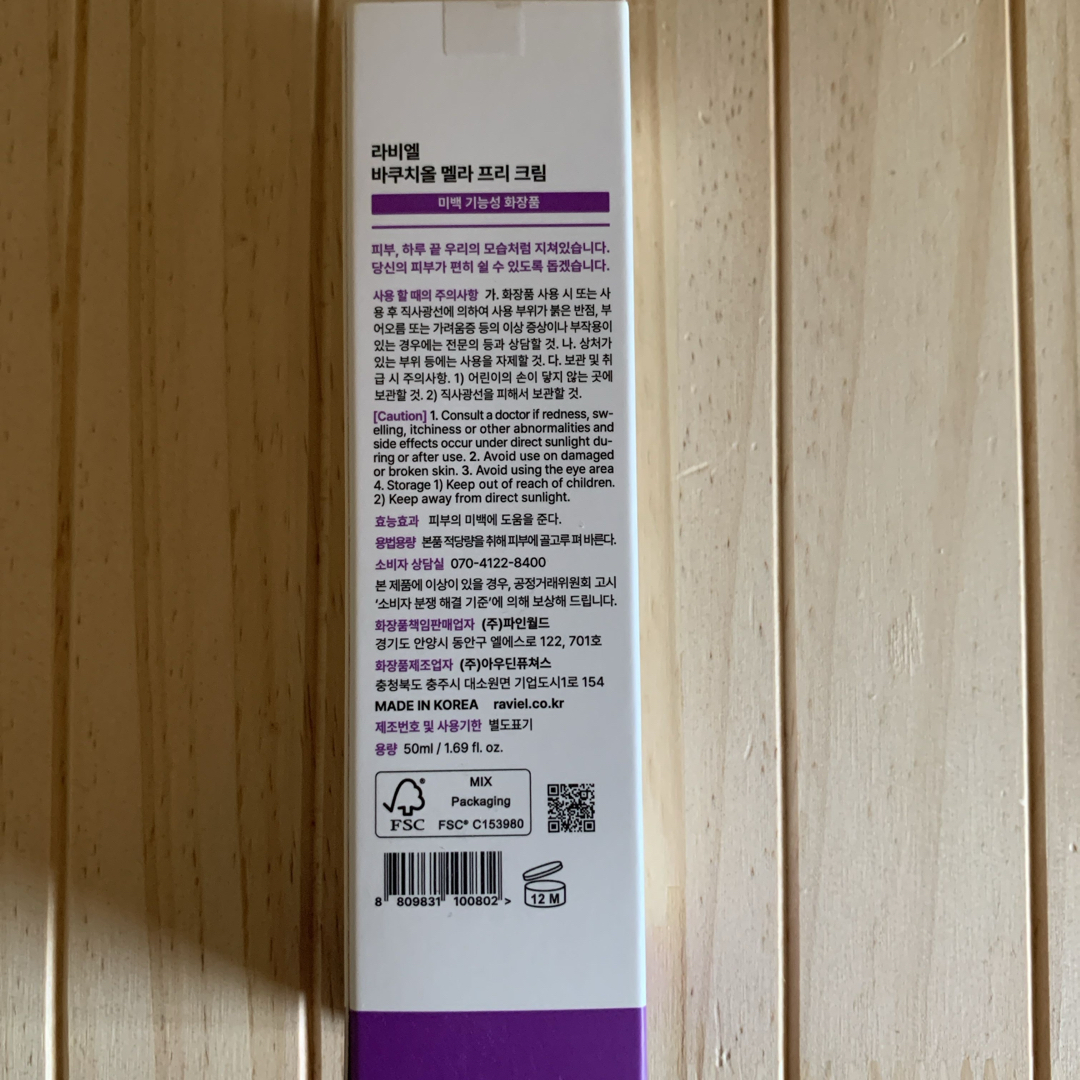 라비엘
바쿠치올 멜라 프리 크림
미백 기능성 화장품
피부, 하루 끝 우리의 모습처럼 지쳐있습니다.
당신의 피부가 편히 쉴 수 있도록 돕겠습니다.
사용 할 때의 주의사항 가. 화장품 사용 시 또는 사
용 후 직사광선에 의하여 사용 부위가 붉은 반점, 부
어오름 또는 가려움증 등의 이상 증상이나 부작용이
있는 경우에는 전문의 등과 상담할 것. 나. 상처가
있는 부위 등에는 사용을 자제할 것. 다. 보관 및 취
급 시 주의사항. 1) 어린이의 손이 닿지 않는 곳에
보관할 것. 2) 직사광선을 피해서 보관할 것.
[Caution] 1. Consult a doctor if redness, sw-
elling, itchiness or other abnormalities and
side effects occur under direct sunlight du-
ring or after use. 2. Avoid use on damaged
or broken skin. 3. Avoid using the eye area
4. Storage 1) Keep out of reach of children.
2) Keep away from direct sunlight.
효능효과 피부의 미백에 도움을 준다.
용법용량 본품 적당량을 취해 피부에 골고루 펴 바른다.
소비자 상담실 070-4122-8400
본 제품에 이상이 있을 경우, 공정거래위원회 고시
‘소비자 분쟁 해결 기준’에 의해 보상해 드립니다.
화장품책임판매업자 (주)파인월드
경기도 안양시 동안구 엘에스로 122, 701호
화장품제조업자 (주)아우딘퓨쳐스
충청북도 충주시 대소원면 기업도시1로 154
MADE IN KOREA raviel.co.kr
제조번호 및 사용기한 별도표기
용량 50ml / 1.69 fl. oz.
MIX
Packaging
FSC® C153980
FSC
8 809831 100802 >
12 M